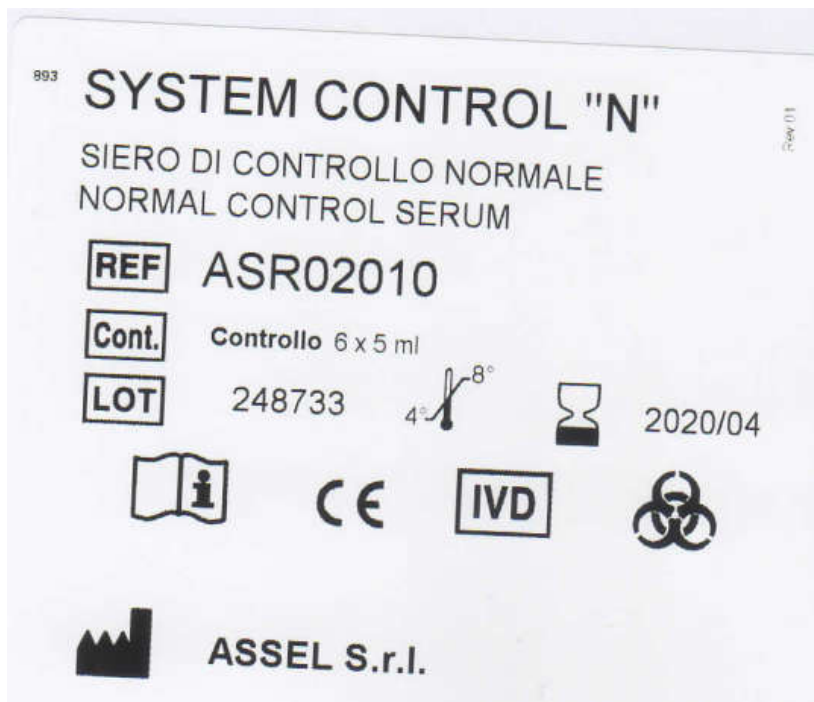 993
SYSTEM CONTROL "N"
Rev 01
SIERO DI CONTROLLO NORMALE
NORMAL CONTROL SERUM
REF ASR02010
Cont. Controllo 6 x 5 ml
LOT 248733 4° 8° 2020/04
i CE IVD
ASSEL S.r.l.